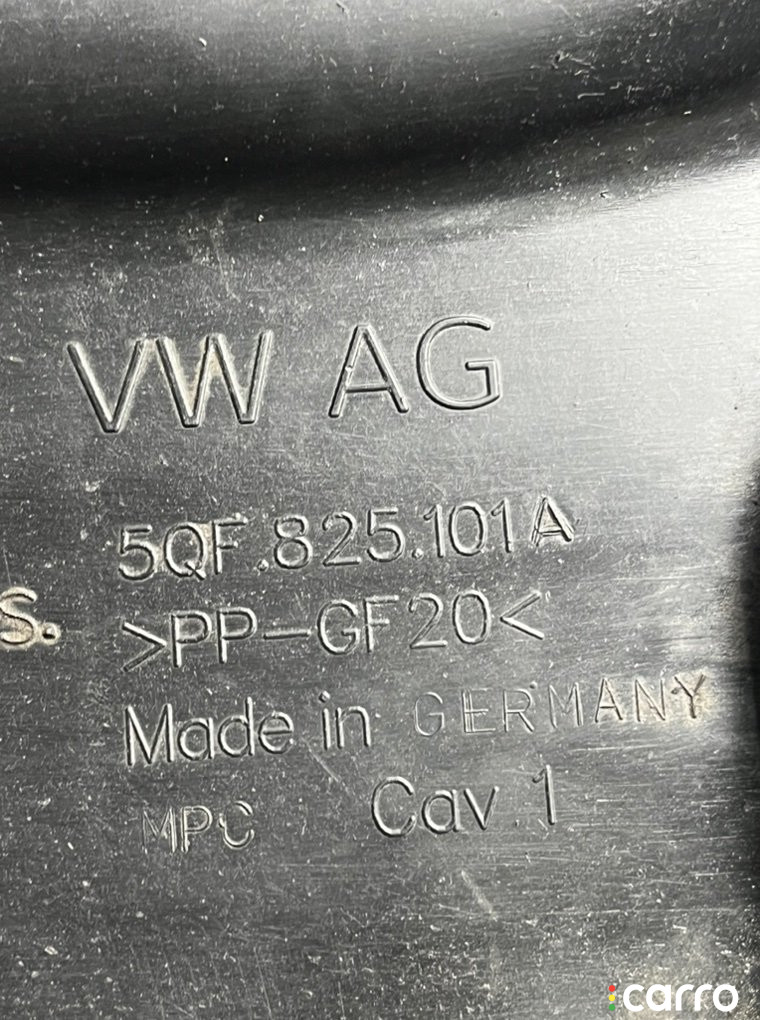 VW AG
5QF.825.101A
s.
>PP-GF20<
Made in GERMANY
MPC Cav.1
carro